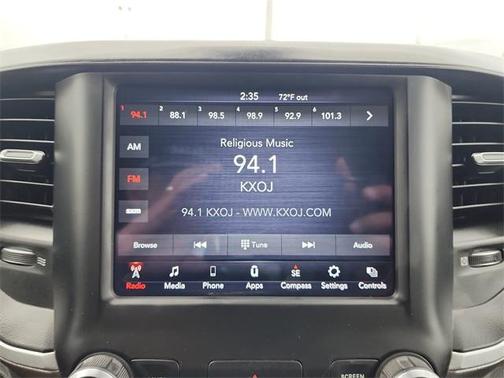 2:35 72°F out
1 94.1 2 88.1 3 98.5 4 98.9 5 92.9 6 101.3
Religious Music
AM
94.1
FM
KXOJ
94.1 KXOJ - WWW.KXOJ.COM
Browse Tune Audio
SE
Radio Media Phone Apps Compass Settings Controls
SCREEN